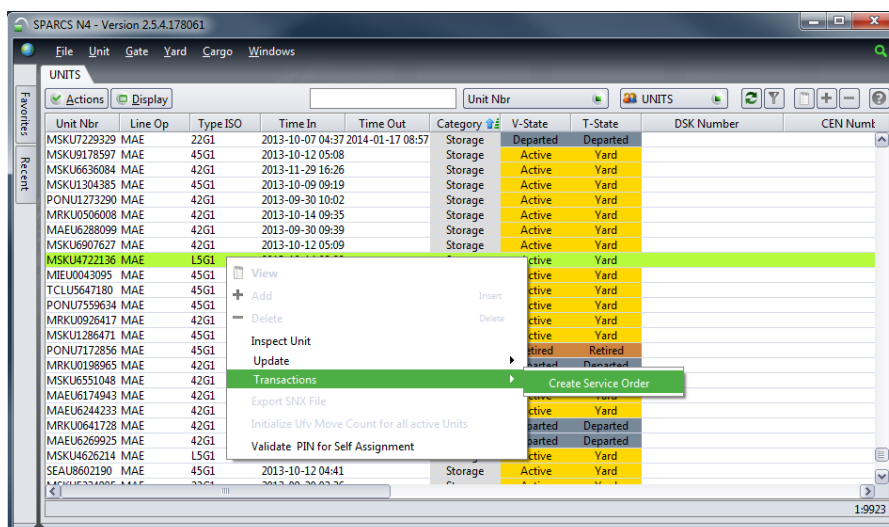 SPARCS N4 - Version 2.5.4.178061
File Unit Gate Yard Cargo Windows
UNITS
Favorites
Recent
Actions Display Unit Nbr UNITS
Unit Nbr Line Op Type ISO Time In Time Out Category V-State T-State DSK Number CEN Numt
MSKU7229329 MAE 22G1 2013-10-07 04:37 2014-01-17 08:57 Storage Departed Departed
MSKU9178597 MAE 45G1 2013-10-12 05:08 Storage Active Yard
MSKU6636084 MAE 42G1 2013-11-29 16:26 Storage Active Yard
MSKU1304385 MAE 45G1 2013-10-09 09:19 Storage Active Yard
PONU1273290 MAE 42G1 2013-09-30 10:02 Storage Active Yard
MRKU0506008 MAE 42G1 2013-10-14 09:35 Storage Active Yard
MAEU6288099 MAE 42G1 2013-09-30 09:39 Storage Active Yard
MSKU6907627 MAE 42G1 2013-10-12 05:09 Storage Active Yard
MSKU4722136 MAE L5G1 ctive Yard
MIEU0043095 MAE 45G1 ctive Yard
TCLU5647180 MAE 45G1 ctive Yard
PONU7559634 MAE 45G1 ctive Yard
MRKU0926417 MAE 42G1 ctive Yard
MSKU1286471 MAE 45G1 ctive Yard
PONU7172856 MAE 45G1 etired Retired
MRKU0198965 MAE 42G1 parted Departed
MSKU6551048 MAE 42G1
MAEU6174943 MAE 42G1
MAEU6244233 MAE 42G1 ctive Yard
MRKU0641728 MAE 42G1 parted Departed
MAEU6269925 MAE 42G1 parted Departed
MSKU4626214 MAE L5G1 ctive Yard
SEAU8602190 MAE 45G1 2013-10-12 04:41 Storage Active Yard
View
Add Insert
Delete Delete
Inspect Unit
Update
Transactions
Create Service Order
Export SNX File
Initialize Ufv Move Count for all active Units
Validate PIN for Self Assignment
1:9923